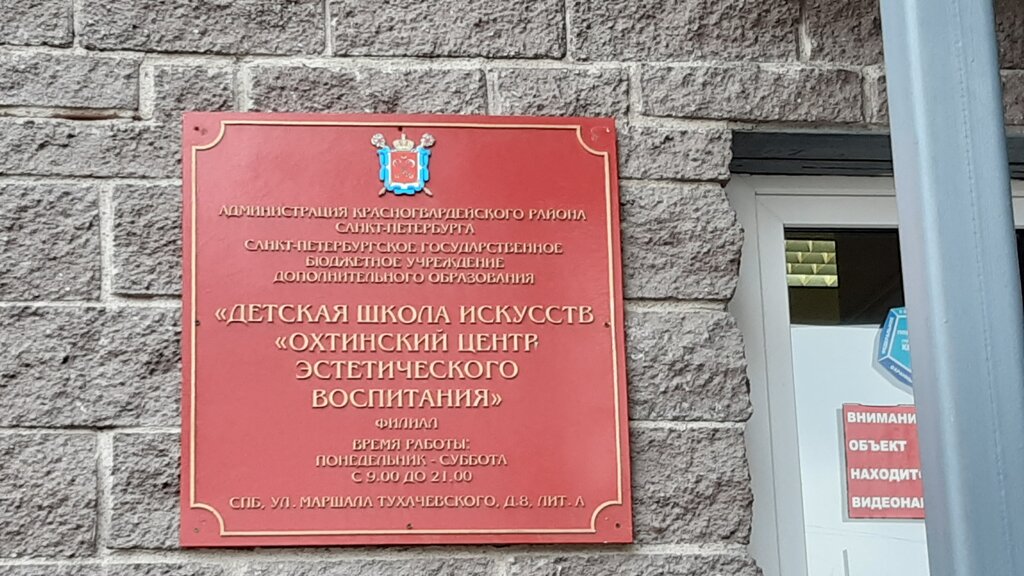 АДМИНИСТРАЦИЯ КРАСНОГВАРДЕЙСКОГО РАЙОНА
САНКТ-ПЕТЕРБУРГА
САНКТ-ПЕТЕРБУРГСКОЕ ГОСУДАРСТВЕННОЕ
БЮДЖЕТНОЕ УЧРЕЖДЕНИЕ
ДОПОЛНИТЕЛЬНОГО ОБРАЗОВАНИЯ
«ДЕТСКАЯ ШКОЛА ИСКУССТВ
«ОХТИНСКИЙ ЦЕНТР
ЭСТЕТИЧЕСКОГО
ВОСПИТАНИЯ»
ФИЛИАЛ
ВРЕМЯ РАБОТЫ:
ПОНЕДЕЛЬНИК - СУББОТА
С 9.00 ДО 21.00
СПБ, УЛ. МАРШАЛА ТУХАЧЕВСКОГО, Д.8, ЛИТ. А
ВНИМАНИ
ОБЪЕКТ
НАХОДИТ
ВИДЕОНА